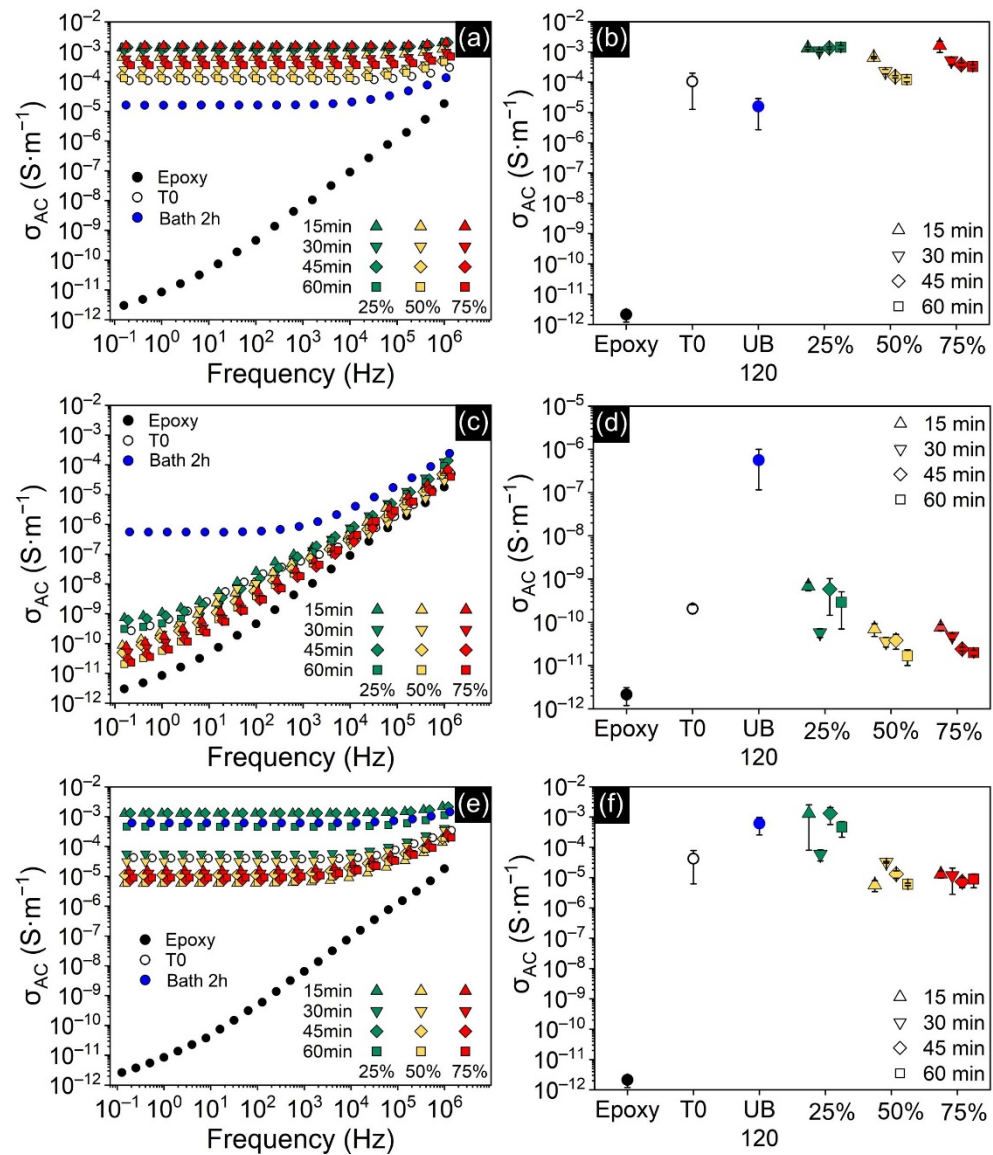 (a)
10⁻²
10⁻³
10⁻⁴
10⁻⁵
10⁻⁶
10⁻⁷
10⁻⁸
10⁻⁹
10⁻¹⁰
10⁻¹¹
10⁻¹²
σAC (S·m⁻¹)
Epoxy
T0
Bath 2h
15min
30min
45min
60min
25% 50% 75%
10⁻¹ 10⁰ 10¹ 10² 10³ 10⁴ 10⁵ 10⁶
Frequency (Hz)
(b)
10⁻²
10⁻³
10⁻⁴
10⁻⁵
10⁻⁶
10⁻⁷
10⁻⁸
10⁻⁹
10⁻¹⁰
10⁻¹¹
10⁻¹²
σAC (S·m⁻¹)
15 min
30 min
45 min
60 min
Epoxy T0 UB 25% 50% 75%
120
(c)
10⁻²
10⁻³
10⁻⁴
10⁻⁵
10⁻⁶
10⁻⁷
10⁻⁸
10⁻⁹
10⁻¹⁰
10⁻¹¹
10⁻¹²
σAC (S·m⁻¹)
Epoxy
T0
Bath 2h
15min
30min
45min
60min
25% 50% 75%
10⁻¹ 10⁰ 10¹ 10² 10³ 10⁴ 10⁵ 10⁶
Frequency (Hz)
(d)
10⁻⁵
10⁻⁶
10⁻⁷
10⁻⁸
10⁻⁹
10⁻¹⁰
10⁻¹¹
10⁻¹²
σAC (S·m⁻¹)
15 min
30 min
45 min
60 min
Epoxy T0 UB 25% 50% 75%
120
(e)
10⁻²
10⁻³
10⁻⁴
10⁻⁵
10⁻⁶
10⁻⁷
10⁻⁸
10⁻⁹
10⁻¹⁰
10⁻¹¹
10⁻¹²
σAC (S·m⁻¹)
Epoxy
T0
Bath 2h
15min
30min
45min
60min
25% 50% 75%
10⁻¹ 10⁰ 10¹ 10² 10³ 10⁴ 10⁵ 10⁶
Frequency (Hz)
(f)
10⁻²
10⁻³
10⁻⁴
10⁻⁵
10⁻⁶
10⁻⁷
10⁻⁸
10⁻⁹
10⁻¹⁰
10⁻¹¹
10⁻¹²
σAC (S·m⁻¹)
15 min
30 min
45 min
60 min
Epoxy T0 UB 25% 50% 75%
120